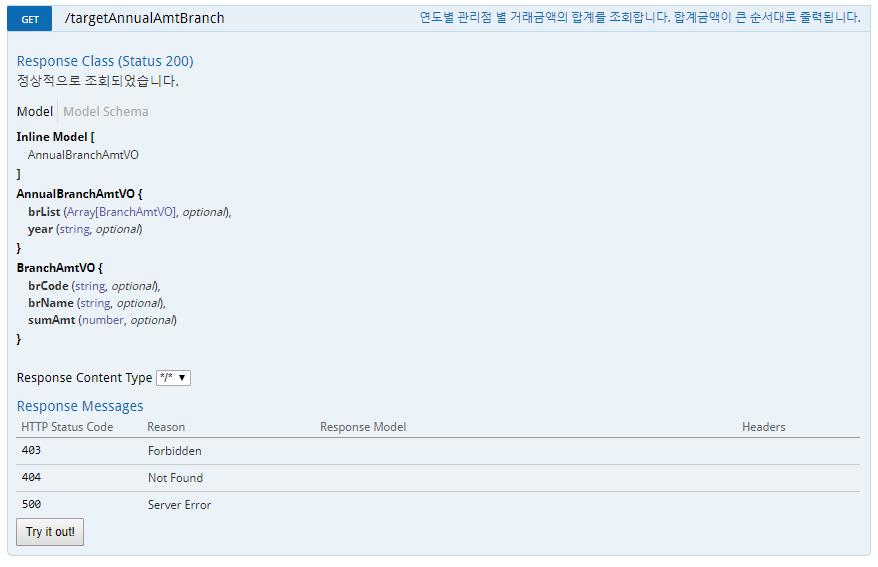 GET /targetAnnualAmtBranch 연도별 관리점 별 거래금액의 합계를 조회합니다. 합계금액이 큰 순서대로 출력됩니다.
Response Class (Status 200)
정상적으로 조회되었습니다.
Model Model Schema
Inline Model [
AnnualBranchAmtVO
]
AnnualBranchAmtVO {
brList (Array[BranchAmtVO], optional),
year (string, optional)
}
BranchAmtVO {
brCode (string, optional),
brName (string, optional),
sumAmt (number, optional)
}
Response Content Type */* ▼
Response Messages
HTTP Status Code Reason Response Model Headers
403 Forbidden
404 Not Found
500 Server Error
Try it out!